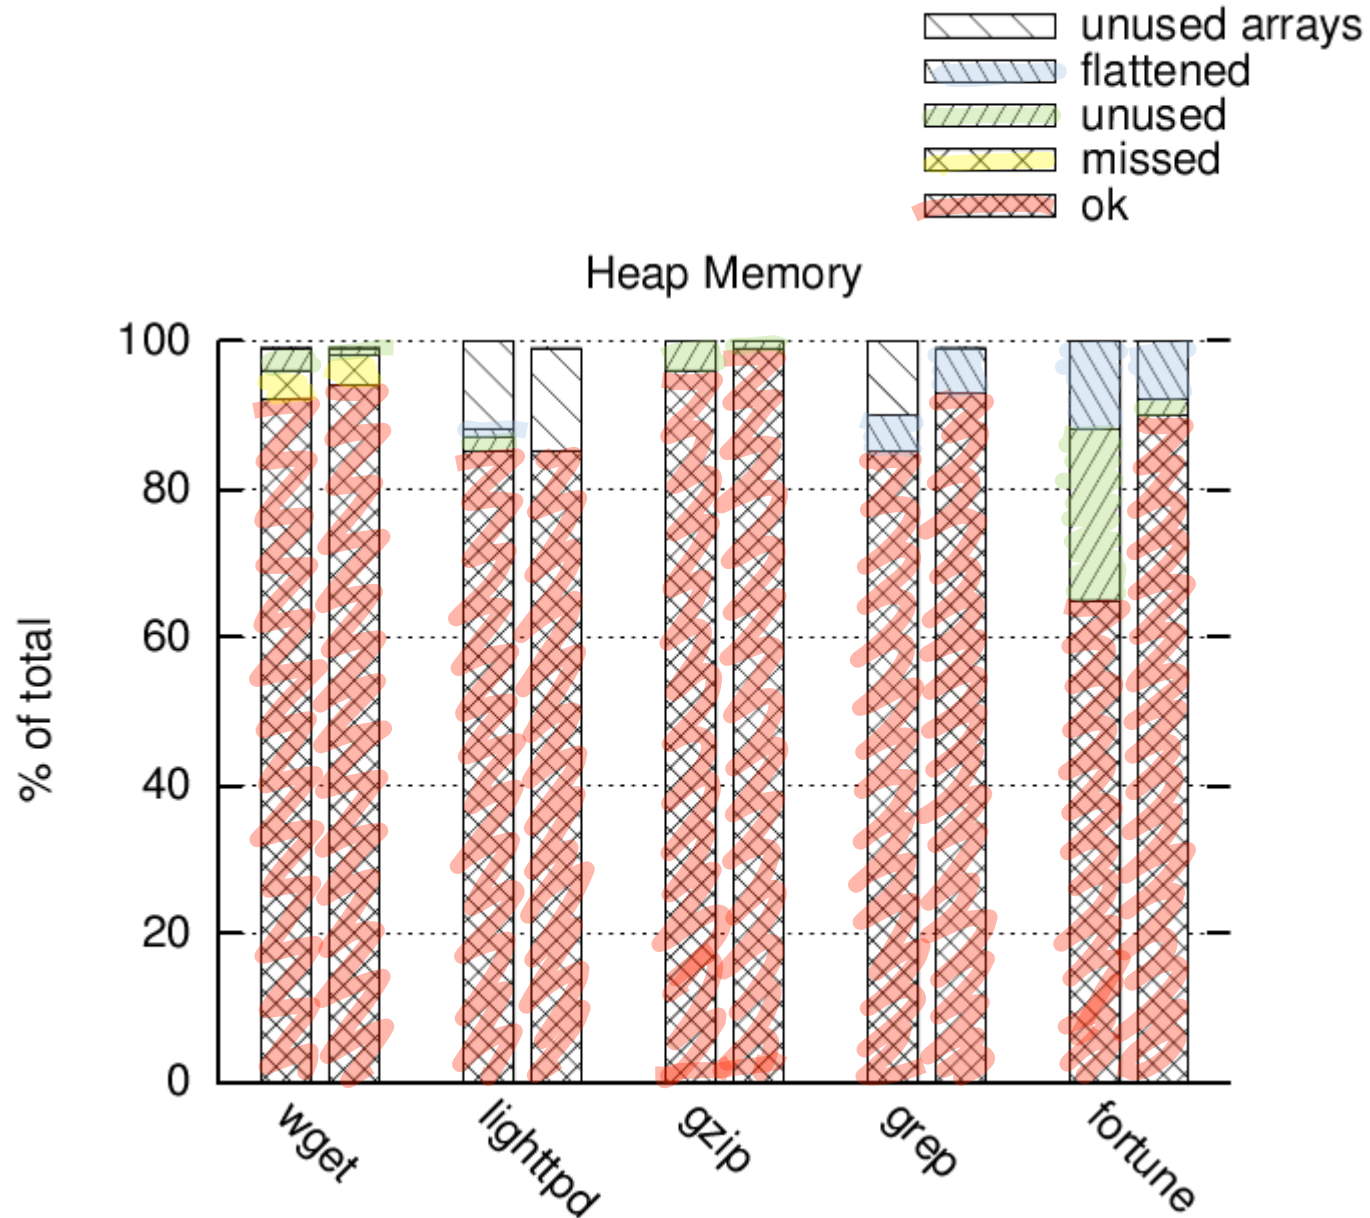 unused arrays
flattened
unused
missed
ok
Heap Memory
100
80
60
40
20
0
% of total
wget
lighttpd
gzip
grep
fortune